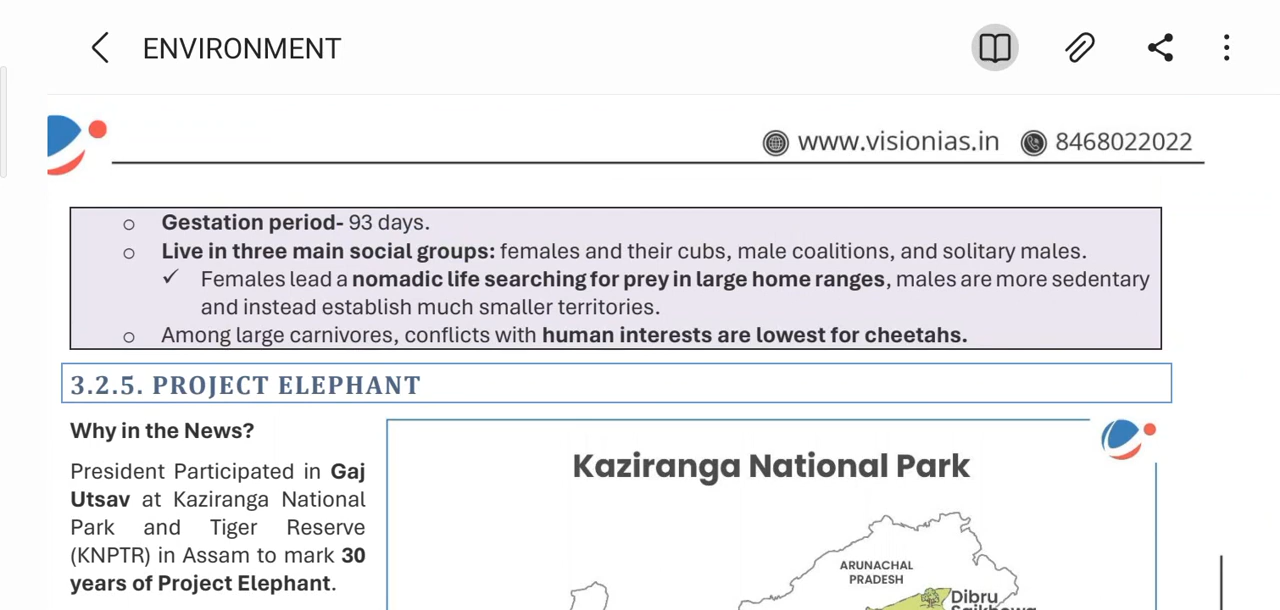 ENVIRONMENT
www.visionias.in 8468022022
○ Gestation period- 93 days.
○ Live in three main social groups: females and their cubs, male coalitions, and solitary males.
✓ Females lead a nomadic life searching for prey in large home ranges, males are more sedentary
and instead establish much smaller territories.
○ Among large carnivores, conflicts with human interests are lowest for cheetahs.
3.2.5. PROJECT ELEPHANT
Why in the News?
President Participated in Gaj
Utsav at Kaziranga National
Park and Tiger Reserve
(KNPTR) in Assam to mark 30
years of Project Elephant.
Kaziranga National Park
ARUNACHAL
PRADESH
Dibru
Saikhowa